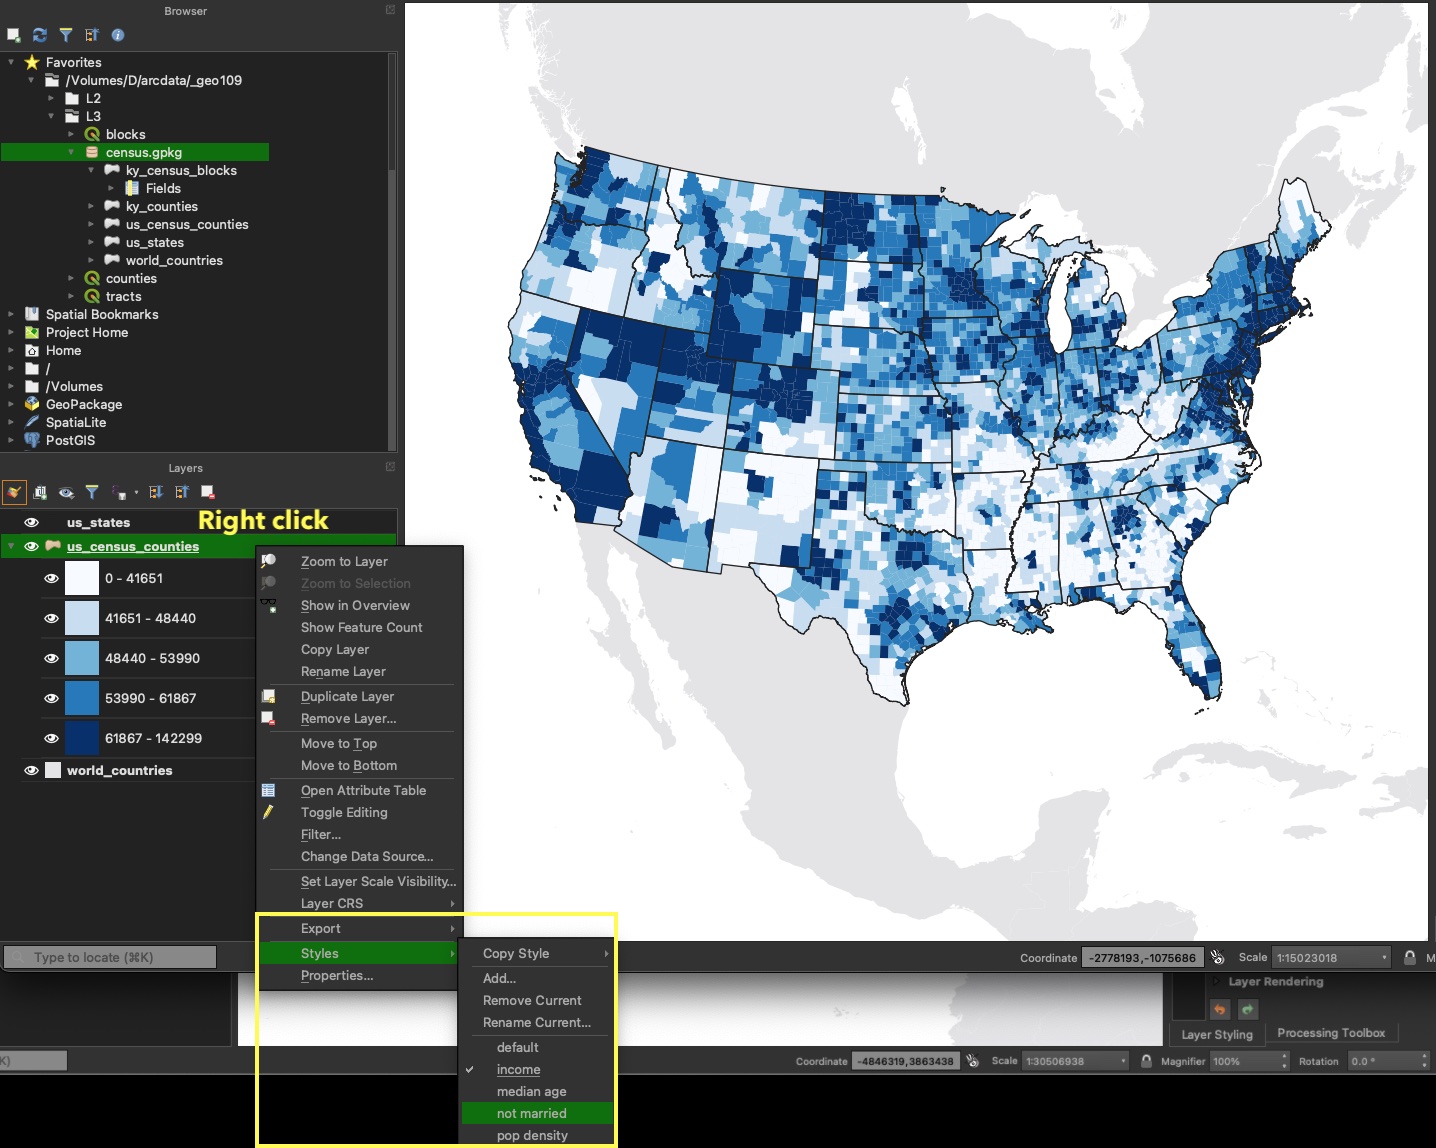 Browser
Favorites
/Volumes/D/arcdata/_geo109
L2
L3
blocks
census.gpkg
ky_census_blocks
Fields
ky_counties
us_census_counties
us_states
world_countries
counties
tracts
Spatial Bookmarks
Project Home
Home
/
/Volumes
GeoPackage
SpatiaLite
PostGIS
Layers
us_states
Right click
us_census_counties
0 - 41651
41651 - 48440
48440 - 53990
53990 - 61867
61867 - 142299
world_countries
Zoom to Layer
Zoom to Selection
Show in Overview
Show Feature Count
Copy Layer
Rename Layer
Duplicate Layer
Remove Layer...
Move to Top
Move to Bottom
Open Attribute Table
Toggle Editing
Filter...
Change Data Source...
Set Layer Scale Visibility...
Layer CRS
Export
Styles
Properties...
Copy Style
Add...
Remove Current
Rename Current...
default
income
median age
not married
pop density
Type to locate (⌘K)
Coordinate -2778193,-1075686 Scale 1:15023018 M
Layer Rendering
Layer Styling Processing Toolbox
K) Coordinate -4846319,3863438 Scale 1:30506938 Magnifier 100% Rotation 0.0 °